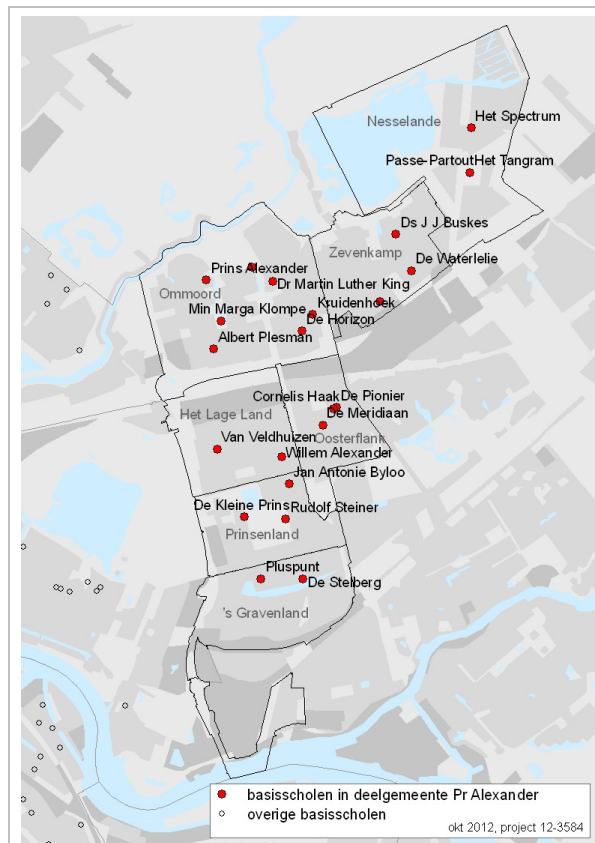 Het Spectrum
Nesselande
Passe-PartoutHet Tangram
Ds J J Buskes
Zevenkamp
De Waterlelie
Prins Alexander
Dr Martin Luther King
Ommoord
Min Marga Klompe
Kruidenhoek
De Horizon
Albert Plesman
Cornelis Haak De Pionier
Het Lage Land
De Meridiaan
Van Veldhuizen
Oosterflank
Willem Alexander
Jan Antonie Byloo
De Kleine Prins
Rudolf Steiner
Prinsenland
Pluspunt
De Stelberg
's Gravenland
basisscholen in deelgemeente Pr Alexander
overige basisscholen
okt 2012, project 12-3584